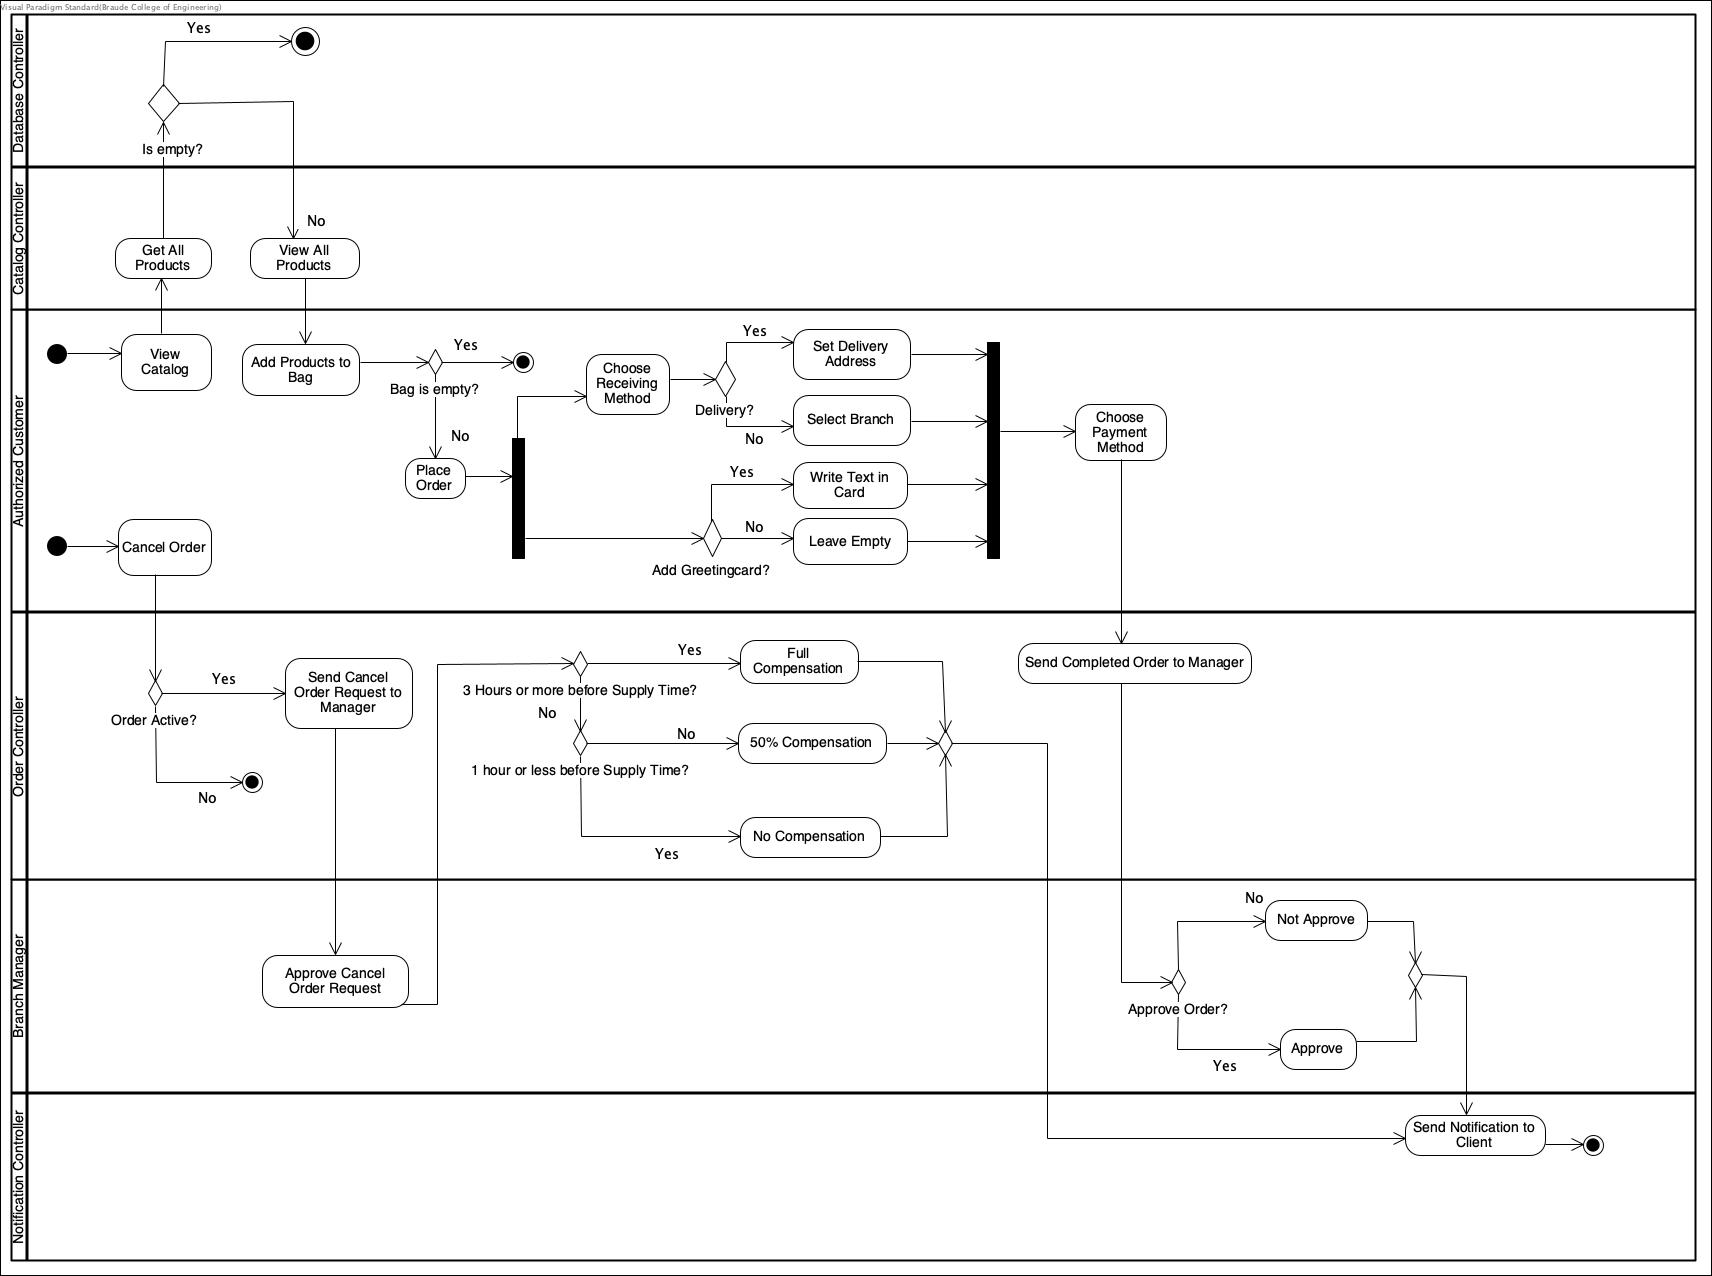 Visual Paradigm Standard(Braude College of Engineering)
Database Controller
Yes
Is empty?
Catalog Controller
No
Get All
Products
View All
Products
Authorized Customer
View
Catalog
Add Products to
Bag
Yes
Bag is empty?
No
Place
Order
Choose
Receiving
Method
Yes
Delivery?
No
Set Delivery
Address
Select Branch
Yes
Write Text in
Card
No
Leave Empty
Add Greetingcard?
Choose
Payment
Method
Cancel Order
Order Controller
Yes
Order Active?
No
Send Cancel
Order Request to
Manager
Yes
3 Hours or more before Supply Time?
No
Full
Compensation
No
50% Compensation
1 hour or less before Supply Time?
Yes
No Compensation
Send Completed Order to Manager
Branch Manager
Approve Cancel
Order Request
No
Not Approve
Approve Order?
Yes
Approve
Notification Controller
Send Notification to
Client